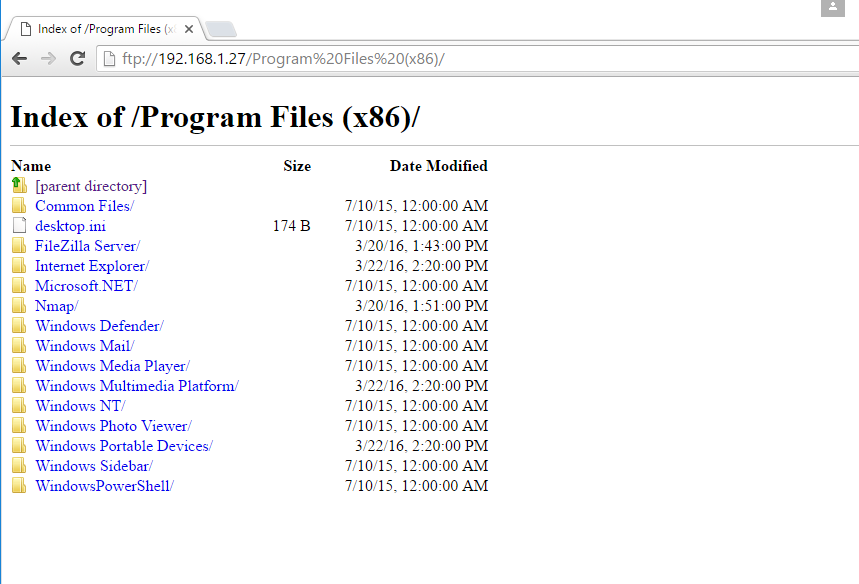 Index of /Program Files (x
ftp://192.168.1.27/Program%20Files%20(x86)/
Index of /Program Files (x86)/
Name Size Date Modified
[parent directory]
Common Files/ 7/10/15, 12:00:00 AM
desktop.ini 174 B 7/10/15, 12:00:00 AM
FileZilla Server/ 3/20/16, 1:43:00 PM
Internet Explorer/ 3/22/16, 2:20:00 PM
Microsoft.NET/ 7/10/15, 12:00:00 AM
Nmap/ 3/20/16, 1:51:00 PM
Windows Defender/ 7/10/15, 12:00:00 AM
Windows Mail/ 7/10/15, 12:00:00 AM
Windows Media Player/ 7/10/15, 12:00:00 AM
Windows Multimedia Platform/ 3/22/16, 2:20:00 PM
Windows NT/ 7/10/15, 12:00:00 AM
Windows Photo Viewer/ 7/10/15, 12:00:00 AM
Windows Portable Devices/ 3/22/16, 2:20:00 PM
Windows Sidebar/ 7/10/15, 12:00:00 AM
WindowsPowerShell/ 7/10/15, 12:00:00 AM